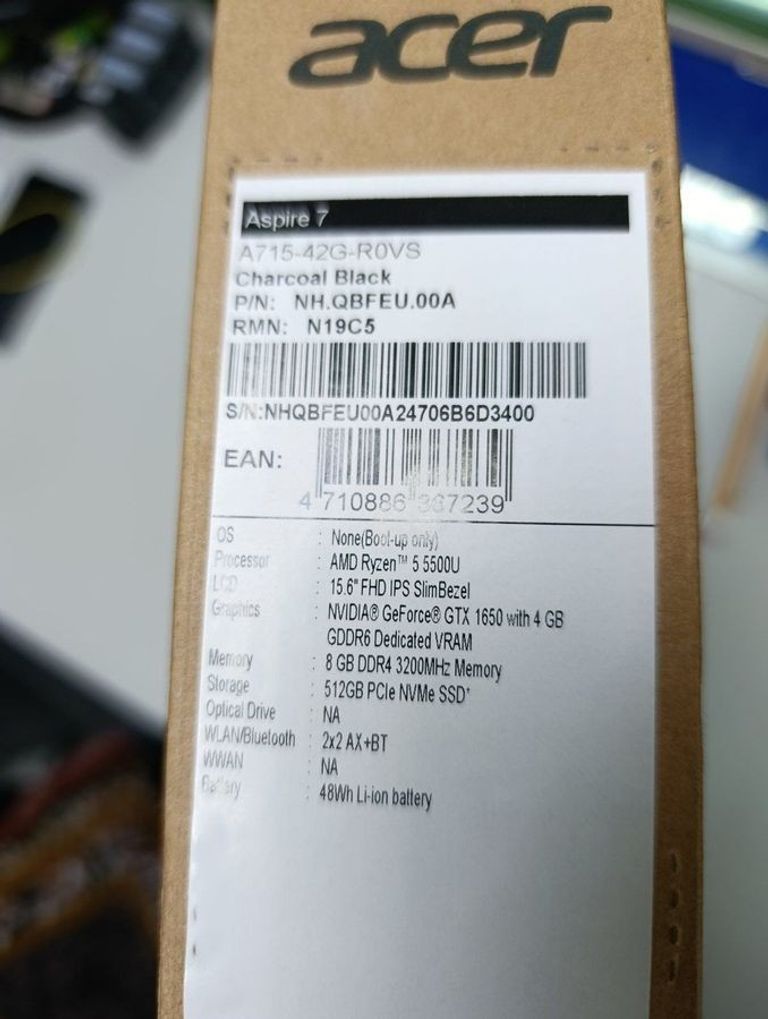 acer
Aspire 7
A715-42G-R0VS
Charcoal Black
P/N: NH.QBFEU.00A
RMN: N19C5
S/N:NHQBFEU00A24706B6D3400
EAN:
4 710886 367239
OS : None(Boot-up only)
Processor : AMD Ryzen™ 5 5500U
LCD : 15.6" FHD IPS SlimBezel
Graphics : NVIDIA® GeForce® GTX 1650 with 4 GB
GDDR6 Dedicated VRAM
Memory : 8 GB DDR4 3200MHz Memory
Storage : 512GB PCIe NVMe SSD*
Optical Drive : NA
WLAN/Bluetooth : 2x2 AX+BT
WWAN : NA
Battery : 48Wh Li-ion battery